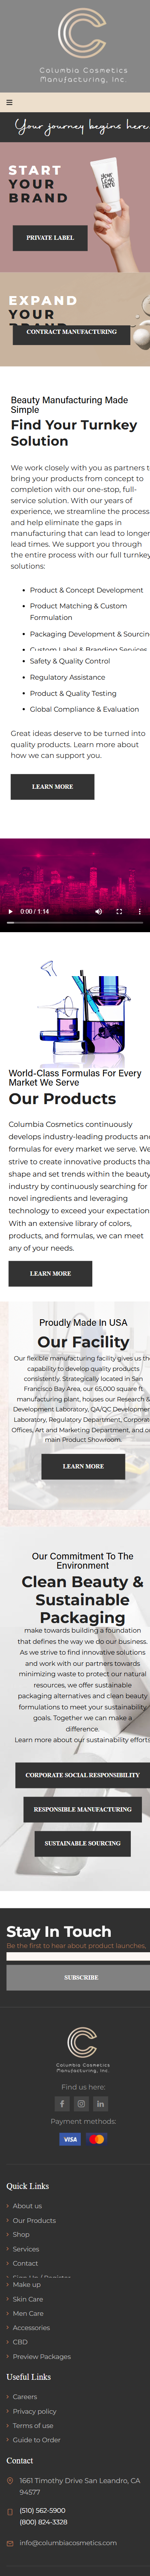 Columbia Cosmetics
Manufacturing, Inc.
Your journey begins here.
START
YOUR
BRAND
YOUR
LOGO
HERE
PRIVATE LABEL
EXPAND
YOUR
BRAND
CONTRACT MANUFACTURING
Beauty Manufacturing Made
Simple
Find Your Turnkey
Solution
We work closely with you as partners t
bring your products from concept to
completion with our one-stop, full-
service solution. With our years of
experience, we streamline the process
and help eliminate the gaps in
manufacturing that can lead to longer
lead times. We support you through
the entire process with our full turnkey
solutions:
Product & Concept Development
Product Matching & Custom
Formulation
Packaging Development & Sourcin
Custom Label & Branding Services
Safety & Quality Control
Regulatory Assistance
Product & Quality Testing
Global Compliance & Evaluation
Great ideas deserve to be turned into
quality products. Learn more about
how we can support you.
LEARN MORE
0:00 / 1:14
World-Class Formulas For Every
Market We Serve
Our Products
Columbia Cosmetics continuously
develops industry-leading products and
formulas for every market we serve. We
strive to create innovative products tha
shape and set trends within the beauty
industry by continuously searching for
novel ingredients and leveraging
technology to exceed your expectation
With an extensive library of colors,
products, and formulas, we can meet
any of your needs.
LEARN MORE
Proudly Made In USA
Our Facility
Our flexible manufacturing facility gives us the
capability to develop quality products
consistently. Strategically located in San
Francisco Bay Area, our 65,000 square ft
manufacturing plant, houses our Research &
Development Laboratory, QA/QC Developmen
Laboratory, Regulatory Department, Corporat
Offices, Art and Marketing Department, and ou
main Product Showroom.
LEARN MORE
Our Commitment To The
Environment
Clean Beauty &
Sustainable
Packaging
make towards building a foundation
that defines the way we do our business.
As we strive to find innovative solutions
and work with our partners towards
minimizing waste to protect our natural
resources, we offer sustainable
packaging alternatives and clean beauty
formulations to meet your sustainability
goals. Together we can make a
difference.
Learn more about our sustainability efforts
CORPORATE SOCIAL RESPONSIBILITY
RESPONSIBLE MANUFACTURING
SUSTAINABLE SOURCING
Stay In Touch
Be the first to hear about product launches,
SUBSCRIBE
Columbia Cosmetics
Manufacturing, Inc.
Find us here:
Payment methods:
VISA
Quick Links
About us
Our Products
Shop
Services
Contact
Sign Up / Register
Make up
Skin Care
Men Care
Accessories
CBD
Preview Packages
Useful Links
Careers
Privacy policy
Terms of use
Guide to Order
Contact
1661 Timothy Drive San Leandro, CA
94577
(510) 562-5900
(800) 824-3328
info@columbiacosmetics.com